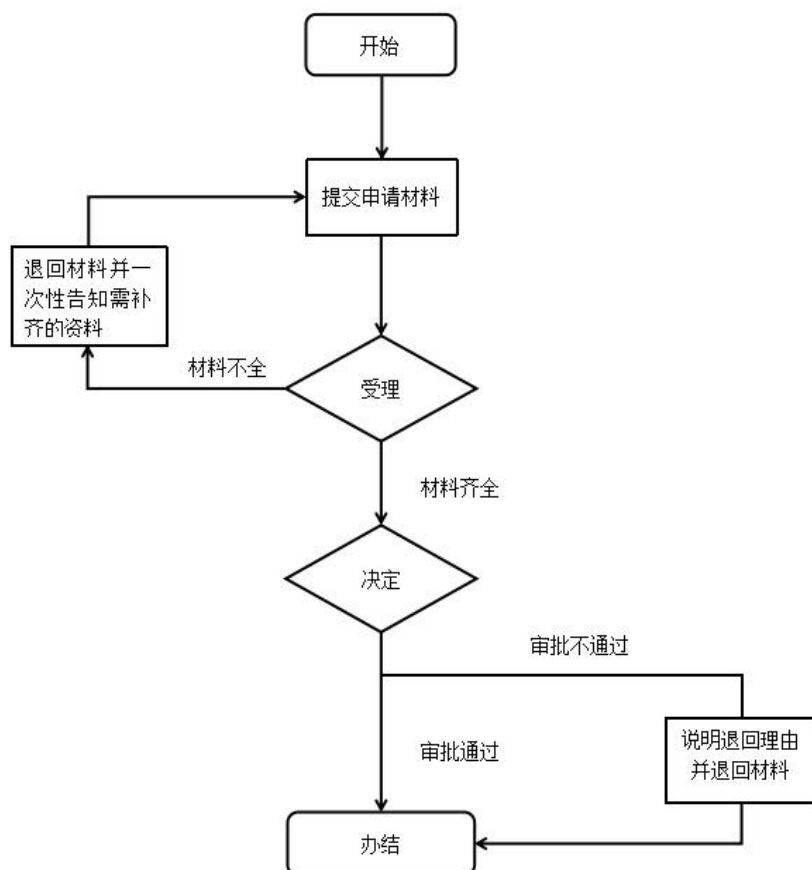 开始
提交申请材料
退回材料并一
次性告知需补
齐的资料
材料不全
受理
材料齐全
决定
审批不通过
审批通过
说明退回理由
并退回材料
办结